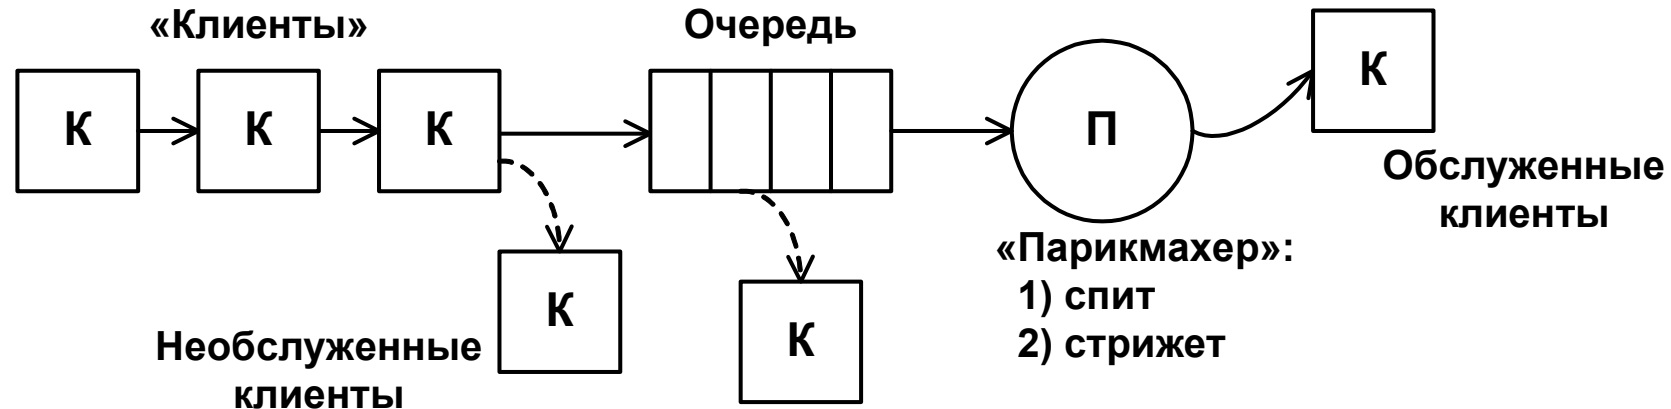 «Клиенты»
Очередь
К
К
К
П
К
Обслуженные
клиенты
«Парикмахер»:
1) спит
2) стрижет
К
К
Необслуженные
клиенты